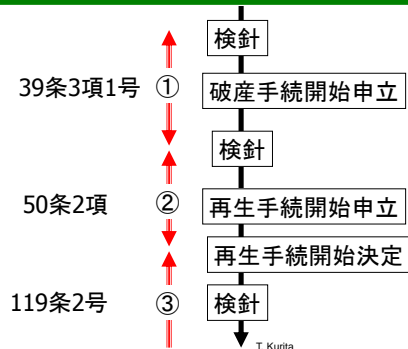 検針
39条3項1号 ① 破産手続開始申立
検針
50条2項 ② 再生手続開始申立
再生手続開始決定
119条2号 ③ 検針
T. Kurita